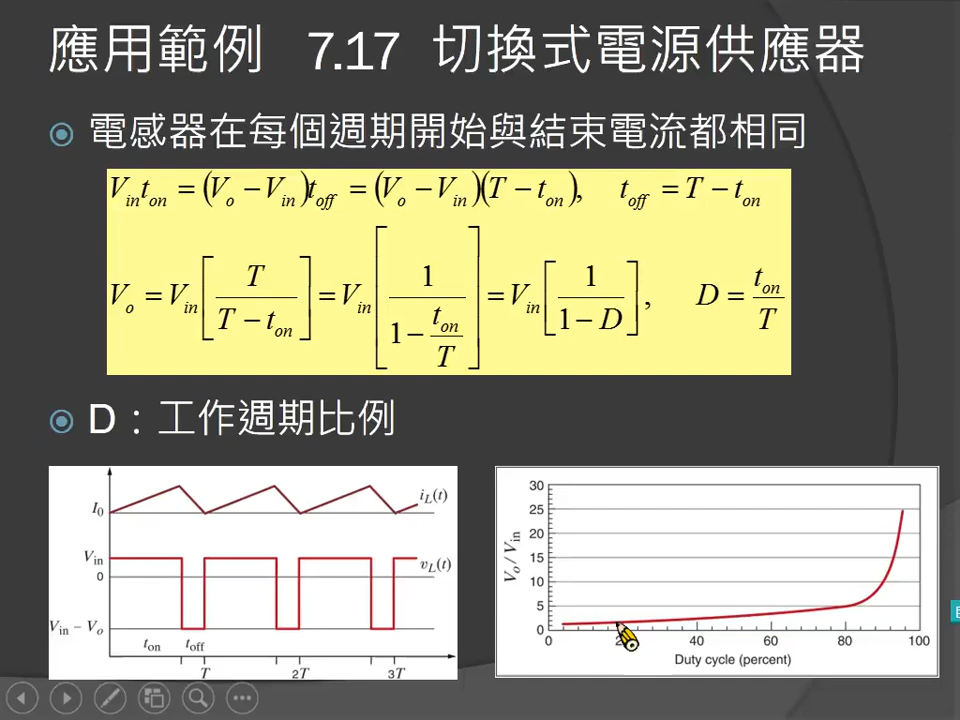 應用範例 7.17 切換式電源供應器
電感器在每個週期開始與結束電流都相同
V_in t_on = (V_o − V_in) t_off = (V_o − V_in)(T − t_on), t_off = T − t_on
V_o = V_in [T / (T − t_on)] = V_in [1 / (1 − t_on / T)] = V_in [1 / (1 − D)], D = t_on / T
D：工作週期比例
I_0
i_L(t)
V_in
0
v_L(t)
V_in − V_o
t_on t_off
T 2T 3T
V_o/V_in
30
25
20
15
10
5
0
0 40 60 80 100
Duty cycle (percent)